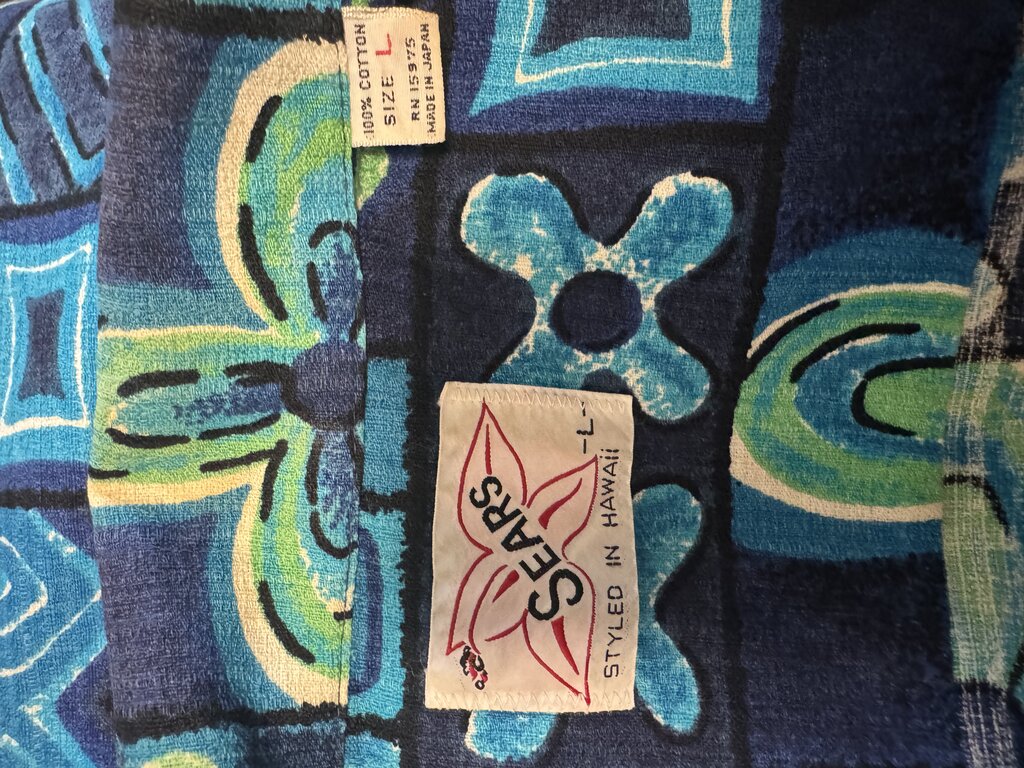 100% COTTON
SIZE L
RN 15975
MADE IN JAPAN
SEARS
-L-
STYLED IN HAWAII